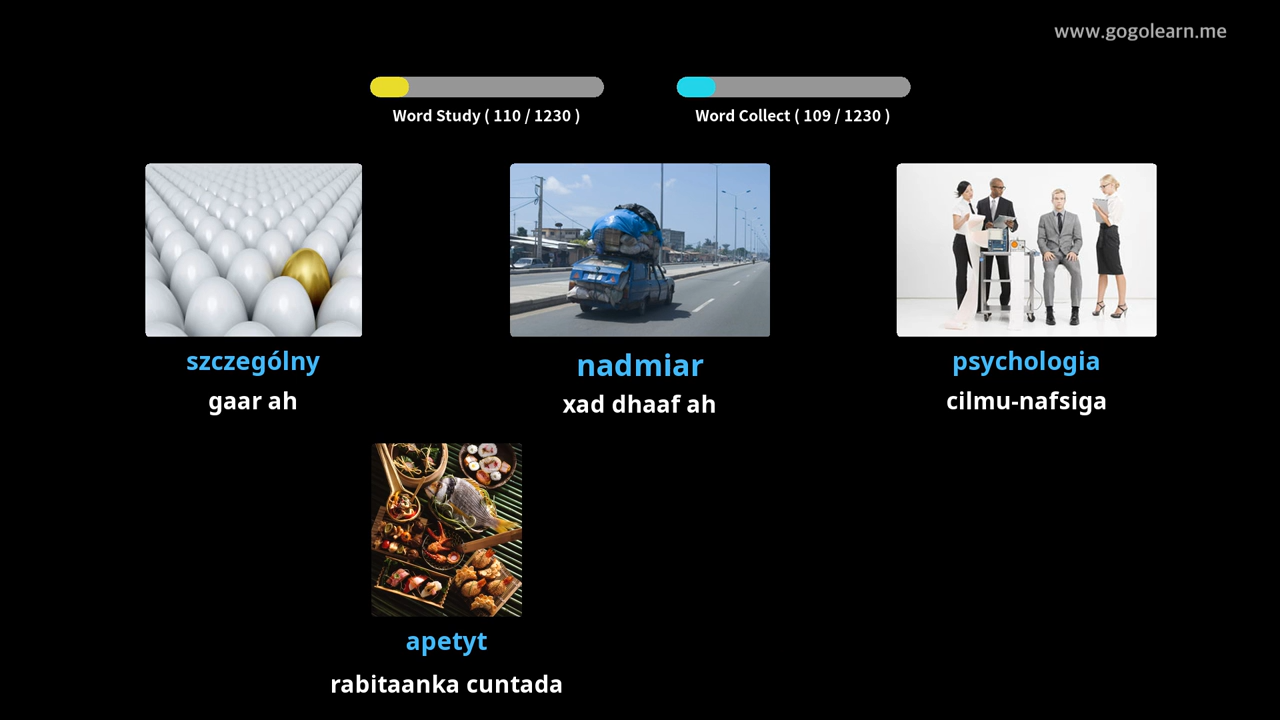 www.gogolearn.me
Word Study ( 110 / 1230 )
Word Collect ( 109 / 1230 )
szczególny
nadmiar
psychologia
gaar ah
xad dhaaf ah
cilmu-nafsiga
apetyt
rabitaanka cuntada